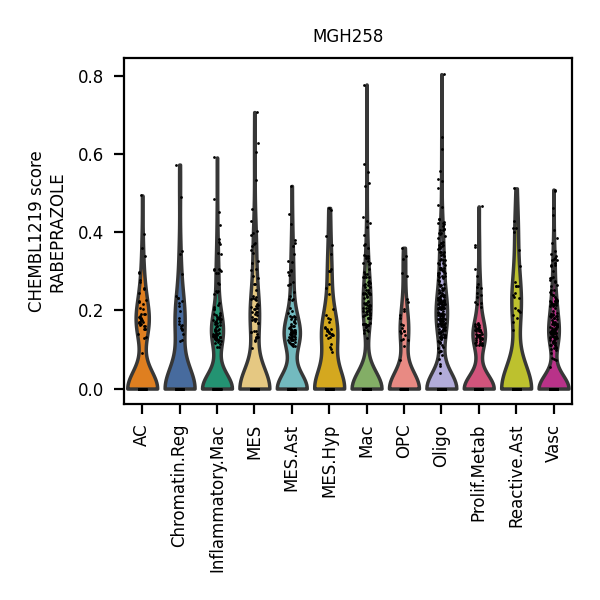 MGH258
CHEMBL1219 score
RABEPRAZOLE
0.8
0.6
0.4
0.2
0.0
AC
Chromatin.Reg
Inflammatory.Mac
MES
MES.Ast
MES.Hyp
Mac
OPC
Oligo
Prolif.Metab
Reactive.Ast
Vasc